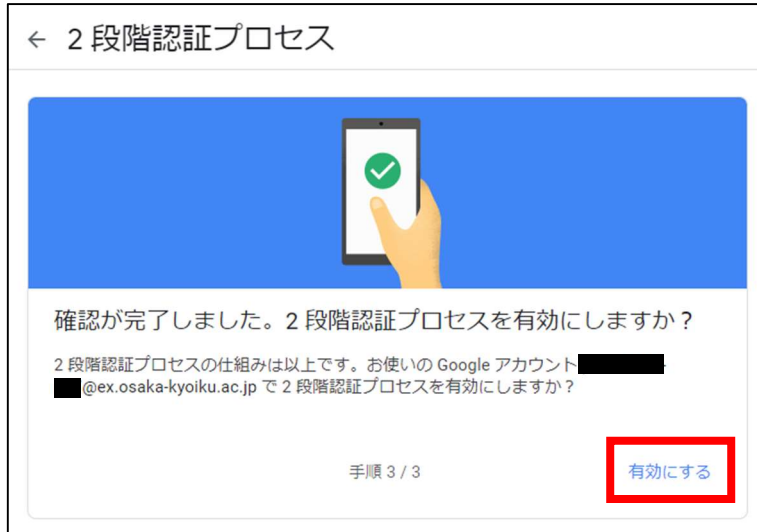 ← 2 段階認証プロセス
確認が完了しました。2 段階認証プロセスを有効にしますか？
2 段階認証プロセスの仕組みは以上です。お使いの Google アカウント
@ex.osaka-kyoiku.ac.jp で 2 段階認証プロセスを有効にしますか？
手順 3 / 3
有効にする